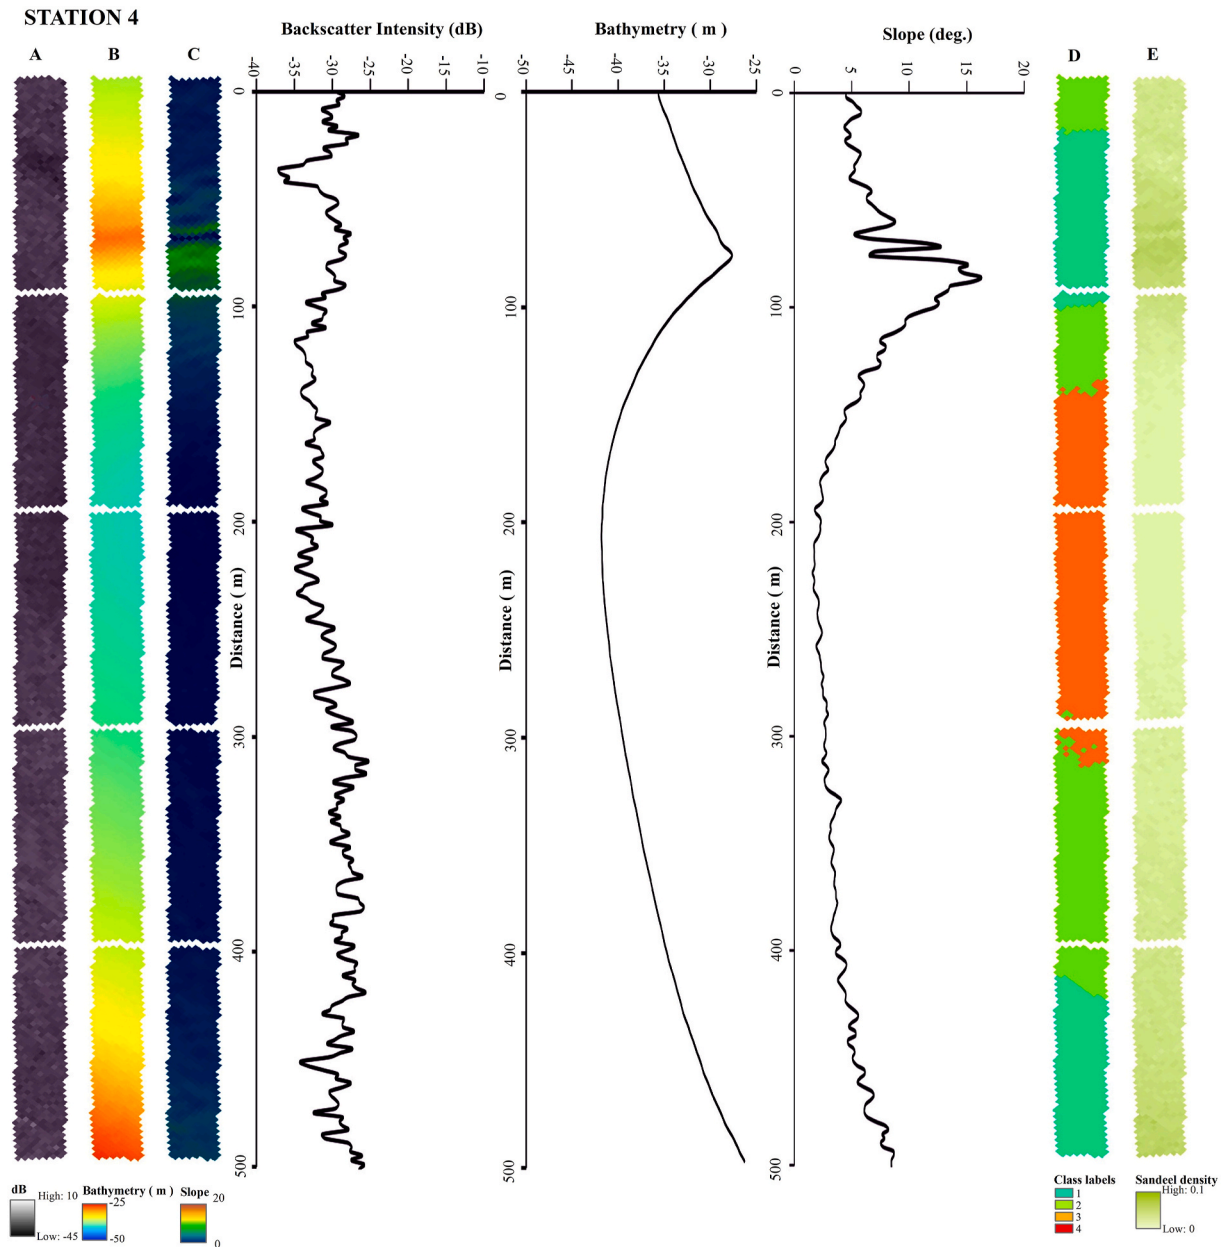 STATION 4
A B C
Backscatter Intensity (dB)
-40 -35 -30 -25 -20 -15 -10
0
100
200
300
400
500
Distance ( m)
Bathymetry ( m )
-50 -45 -40 -35 -30 -25
0
100
200
300
400
500
Distance ( m)
Slope (deg.)
0 5 10 15 20
0
100
200
300
400
500
Distance ( m)
D E
dB
High: 10
Low: -45
Bathymetry ( m )
-25
-50
Slope
20
0
Class labels
1
2
3
4
Sandeel density
High: 0.1
Low: 0